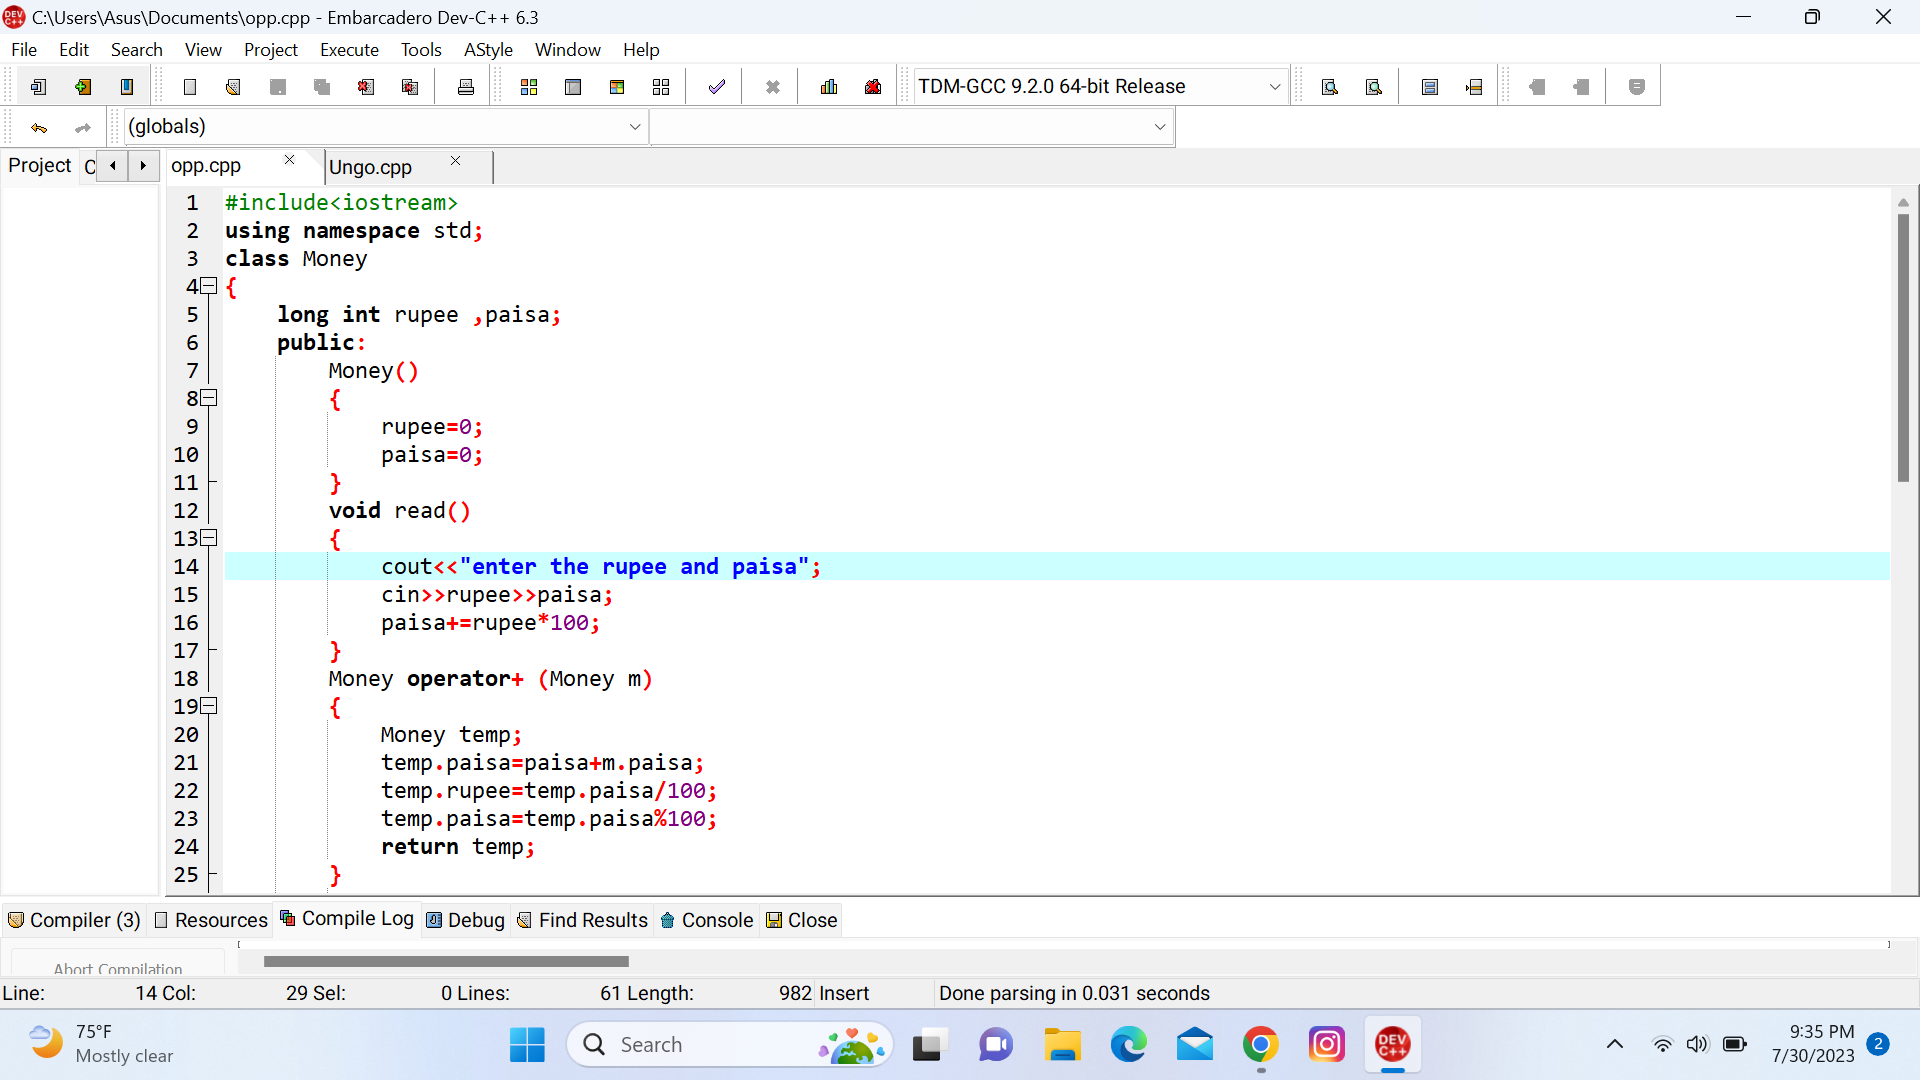 C:\Users\Asus\Documents\opp.cpp - Embarcadero Dev-C++ 6.3
File Edit Search View Project Execute Tools AStyle Window Help
TDM-GCC 9.2.0 64-bit Release
(globals)
Project C opp.cpp Ungo.cpp
1 #include<iostream>
2 using namespace std;
3 class Money
4 {
5 long int rupee ,paisa;
6 public:
7 Money()
8 {
9 rupee=0;
10 paisa=0;
11 }
12 void read()
13 {
14 cout<<"enter the rupee and paisa";
15 cin>>rupee>>paisa;
16 paisa+=rupee*100;
17 }
18 Money operator+ (Money m)
19 {
20 Money temp;
21 temp.paisa=paisa+m.paisa;
22 temp.rupee=temp.paisa/100;
23 temp.paisa=temp.paisa%100;
24 return temp;
25 }
Compiler (3) Resources Compile Log Debug Find Results Console Close
Abort Compilation
Line: 14 Col: 29 Sel: 0 Lines: 61 Length: 982 Insert Done parsing in 0.031 seconds
75°F
Mostly clear
Search
DEV C++
9:35 PM
7/30/2023
2